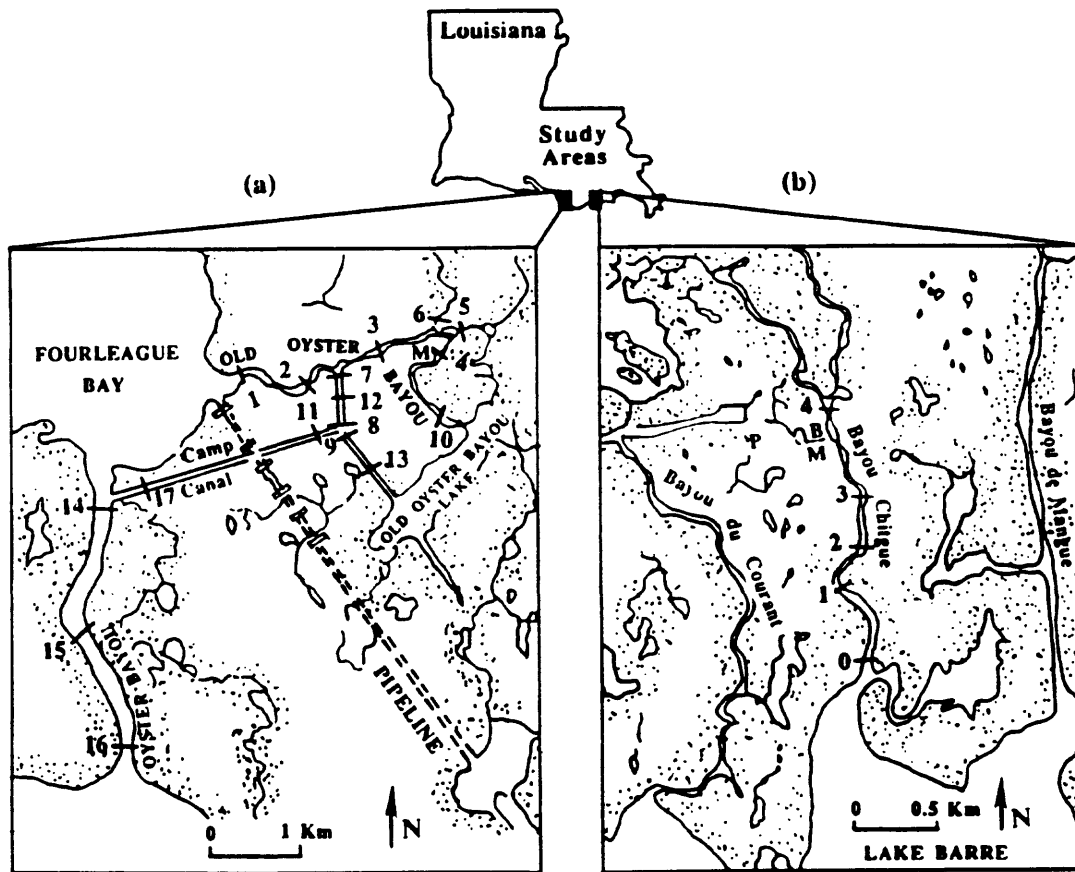 Louisiana
Study
Areas
(a)
(b)
FOURLEAGUE
BAY
OLD
OYSTER
BAYOU
1
2
3
4
5
6
7
8
9
10
11
12
13
14
15
16
17
M
Camp
Canal
OLD OYSTER BAYOU
LAKE
OYSTER BAYOU
PIPELINE
0 1 Km
N
4
B
M
P
3
2
1
0
Bayou
Chitigue
Bayou du
Courant
Bayou de Mangue
0 0.5 Km
N
LAKE BARRE